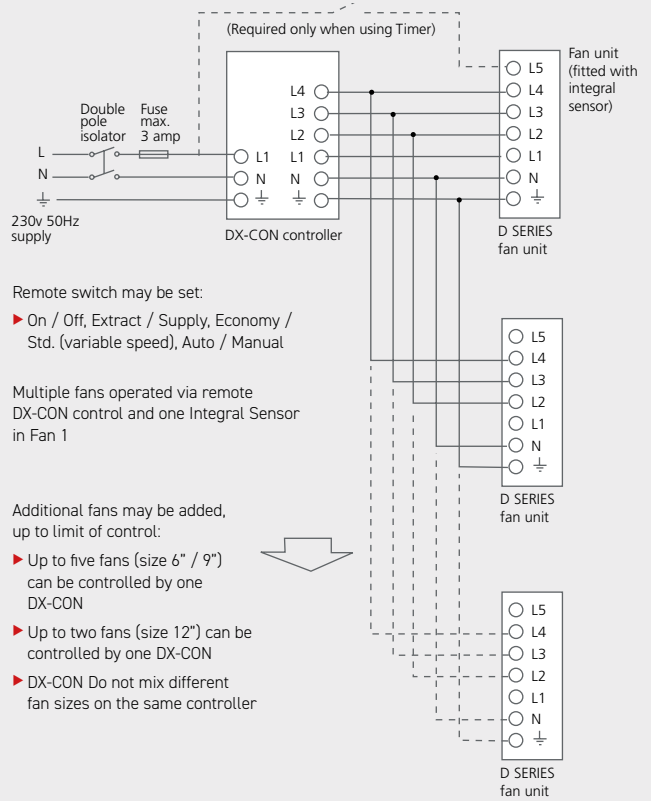 (Required only when using Timer)
Fan unit
(fitted with
integral
sensor)
L5
L4
L3
L2
L1
N
D SERIES
fan unit
Double
pole
isolator
Fuse
max.
3 amp
L
N
230v 50Hz
supply
L1
N
L4
L3
L2
L1
N
DX-CON controller
Remote switch may be set:
On / Off, Extract / Supply, Economy /
Std. (variable speed), Auto / Manual
Multiple fans operated via remote
DX-CON control and one Integral Sensor
in Fan 1
L5
L4
L3
L2
L1
N
D SERIES
fan unit
Additional fans may be added,
up to limit of control:
Up to five fans (size 6" / 9")
can be controlled by one
DX-CON
Up to two fans (size 12") can be
controlled by one DX-CON
DX-CON Do not mix different
fan sizes on the same controller
L5
L4
L3
L2
L1
N
D SERIES
fan unit